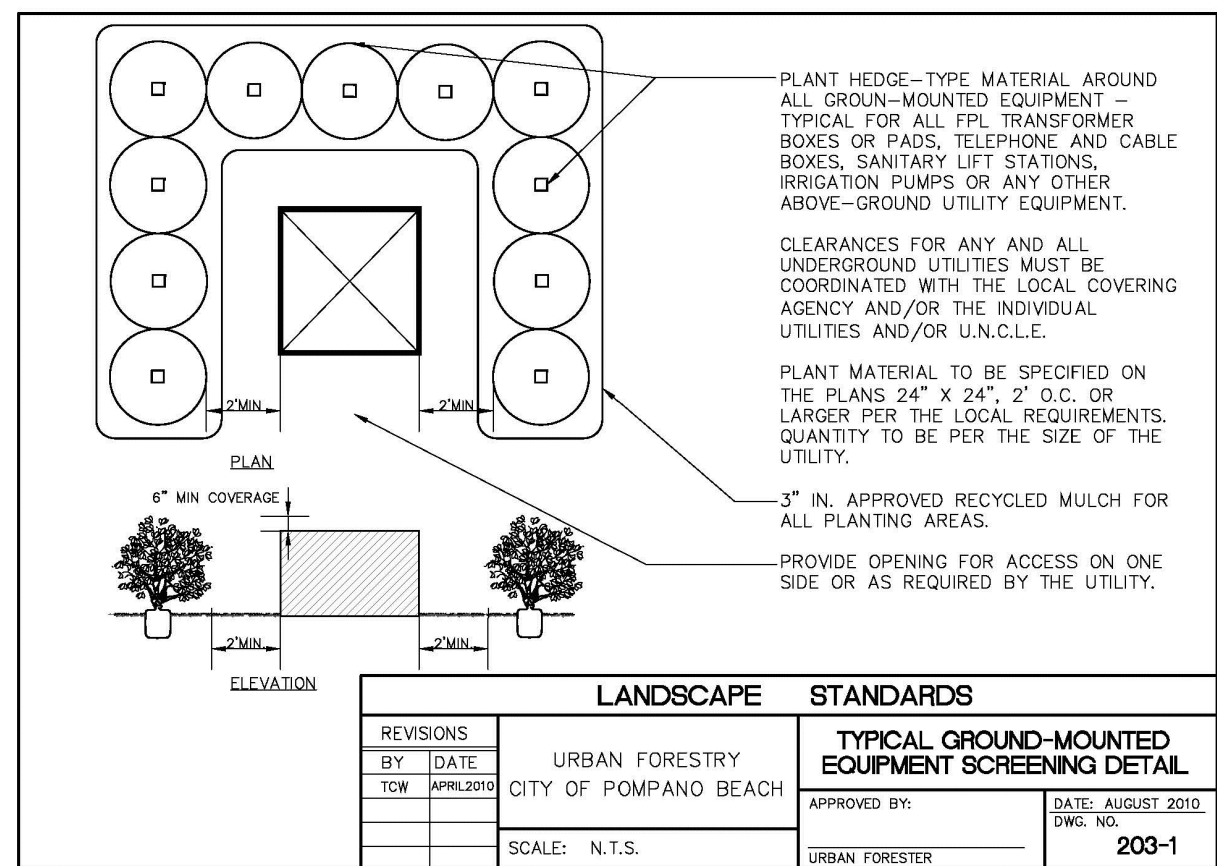 PLANT HEDGE-TYPE MATERIAL AROUND
ALL GROUN-MOUNTED EQUIPMENT -
TYPICAL FOR ALL FPL TRANSFORMER
BOXES OR PADS, TELEPHONE AND CABLE
BOXES, SANITARY LIFT STATIONS,
IRRIGATION PUMPS OR ANY OTHER
ABOVE-GROUND UTILITY EQUIPMENT.
CLEARANCES FOR ANY AND ALL
UNDERGROUND UTILITIES MUST BE
COORDINATED WITH THE LOCAL COVERING
AGENCY AND/OR THE INDIVIDUAL
UTILITIES AND/OR U.N.C.L.E.
PLANT MATERIAL TO BE SPECIFIED ON
THE PLANS 24" X 24", 2' O.C. OR
LARGER PER THE LOCAL REQUIREMENTS.
QUANTITY TO BE PER THE SIZE OF THE
UTILITY.
3" IN. APPROVED RECYCLED MULCH FOR
ALL PLANTING AREAS.
PROVIDE OPENING FOR ACCESS ON ONE
SIDE OR AS REQUIRED BY THE UTILITY.
2'MIN. 2'MIN.
PLAN
6" MIN COVERAGE
2'MIN. 2'MIN.
ELEVATION
LANDSCAPE STANDARDS
REVISIONS
BY DATE
TCW APRIL2010
URBAN FORESTRY
CITY OF POMPANO BEACH
SCALE: N.T.S.
TYPICAL GROUND-MOUNTED
EQUIPMENT SCREENING DETAIL
APPROVED BY:
URBAN FORESTER
DATE: AUGUST 2010
DWG. NO.
203-1